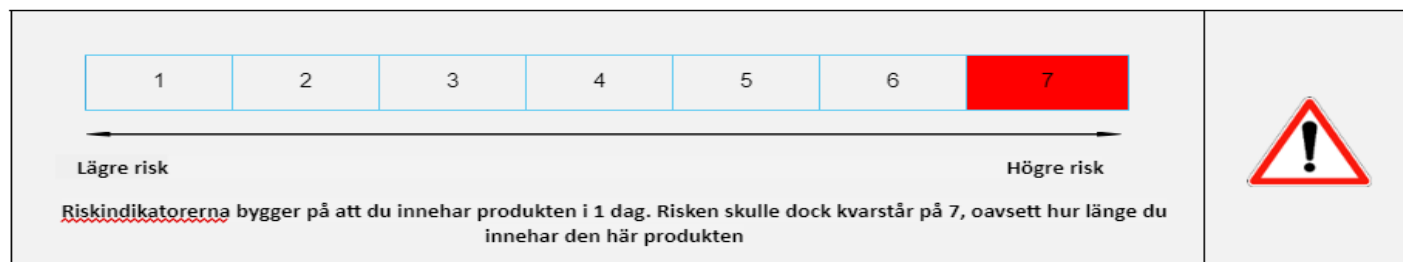 1 2 3 4 5 6 7
Lägre risk Högre risk
Riskindikatorerna bygger på att du innehar produkten i 1 dag. Risken skulle dock kvarstår på 7, oavsett hur länge du
innehar den här produkten